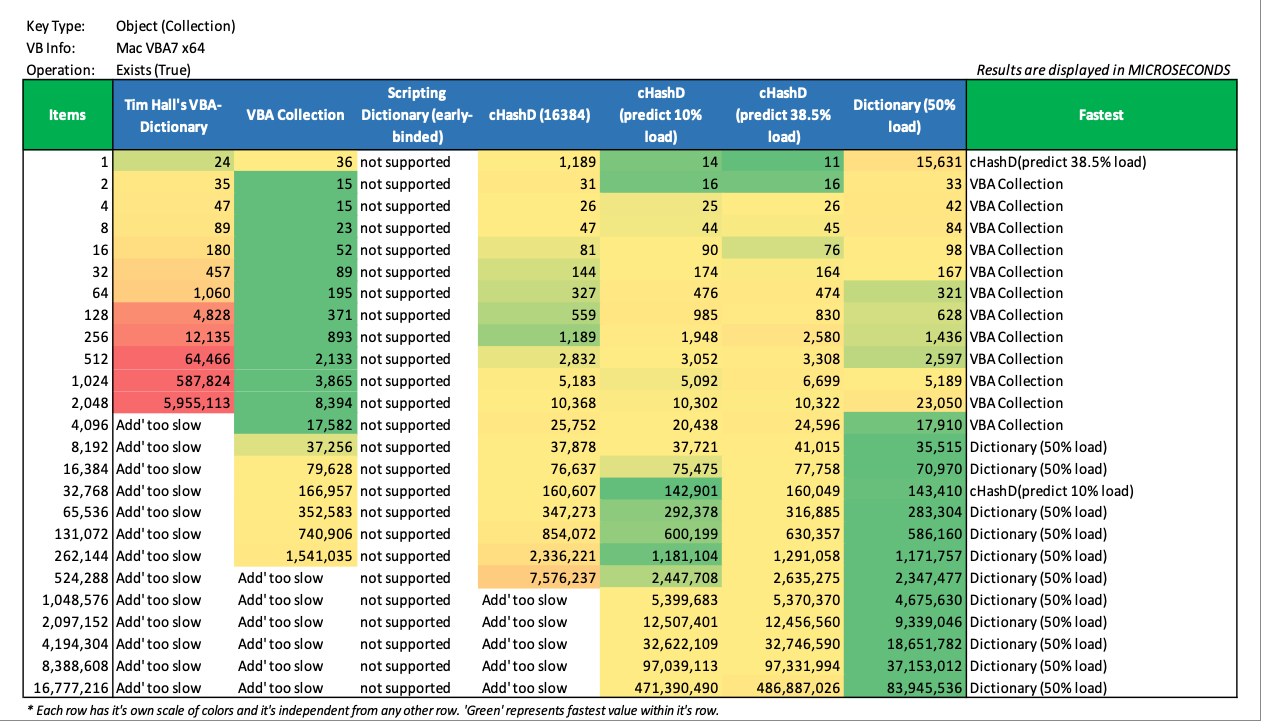 Key Type: Object (Collection)
VB Info: Mac VBA7 x64
Operation: Exists (True) Results are displayed in MICROSECONDS
Items Tim Hall's VBA-Dictionary VBA Collection Scripting Dictionary (early-binded) cHashD (16384) cHashD (predict 10% load) cHashD (predict 38.5% load) Dictionary (50% load) Fastest
1 24 36 not supported 1,189 14 11 15,631 cHashD(predict 38.5% load)
2 35 15 not supported 31 16 16 33 VBA Collection
4 47 15 not supported 26 25 26 42 VBA Collection
8 89 23 not supported 47 44 45 84 VBA Collection
16 180 52 not supported 81 90 76 98 VBA Collection
32 457 89 not supported 144 174 164 167 VBA Collection
64 1,060 195 not supported 327 476 474 321 VBA Collection
128 4,828 371 not supported 559 985 830 628 VBA Collection
256 12,135 893 not supported 1,189 1,948 2,580 1,436 VBA Collection
512 64,466 2,133 not supported 2,832 3,052 3,308 2,597 VBA Collection
1,024 587,824 3,865 not supported 5,183 5,092 6,699 5,189 VBA Collection
2,048 5,955,113 8,394 not supported 10,368 10,302 10,322 23,050 VBA Collection
4,096 Add' too slow 17,582 not supported 25,752 20,438 24,596 17,910 VBA Collection
8,192 Add' too slow 37,256 not supported 37,878 37,721 41,015 35,515 Dictionary (50% load)
16,384 Add' too slow 79,628 not supported 76,637 75,475 77,758 70,970 Dictionary (50% load)
32,768 Add' too slow 166,957 not supported 160,607 142,901 160,049 143,410 cHashD(predict 10% load)
65,536 Add' too slow 352,583 not supported 347,273 292,378 316,885 283,304 Dictionary (50% load)
131,072 Add' too slow 740,906 not supported 854,072 600,199 630,357 586,160 Dictionary (50% load)
262,144 Add' too slow 1,541,035 not supported 2,336,221 1,181,104 1,291,058 1,171,757 Dictionary (50% load)
524,288 Add' too slow Add' too slow not supported 7,576,237 2,447,708 2,635,275 2,347,477 Dictionary (50% load)
1,048,576 Add' too slow Add' too slow not supported Add' too slow 5,399,683 5,370,370 4,675,630 Dictionary (50% load)
2,097,152 Add' too slow Add' too slow not supported Add' too slow 12,507,401 12,456,560 9,339,046 Dictionary (50% load)
4,194,304 Add' too slow Add' too slow not supported Add' too slow 32,622,109 32,746,590 18,651,782 Dictionary (50% load)
8,388,608 Add' too slow Add' too slow not supported Add' too slow 97,039,113 97,331,994 37,153,012 Dictionary (50% load)
16,777,216 Add' too slow Add' too slow not supported Add' too slow 471,390,490 486,887,026 83,945,536 Dictionary (50% load)
* Each row has it's own scale of colors and it's independent from any other row. 'Green' represents fastest value within it's row.